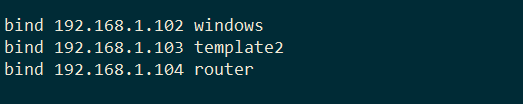 bind 192.168.1.102 windows
bind 192.168.1.103 template2
bind 192.168.1.104 router